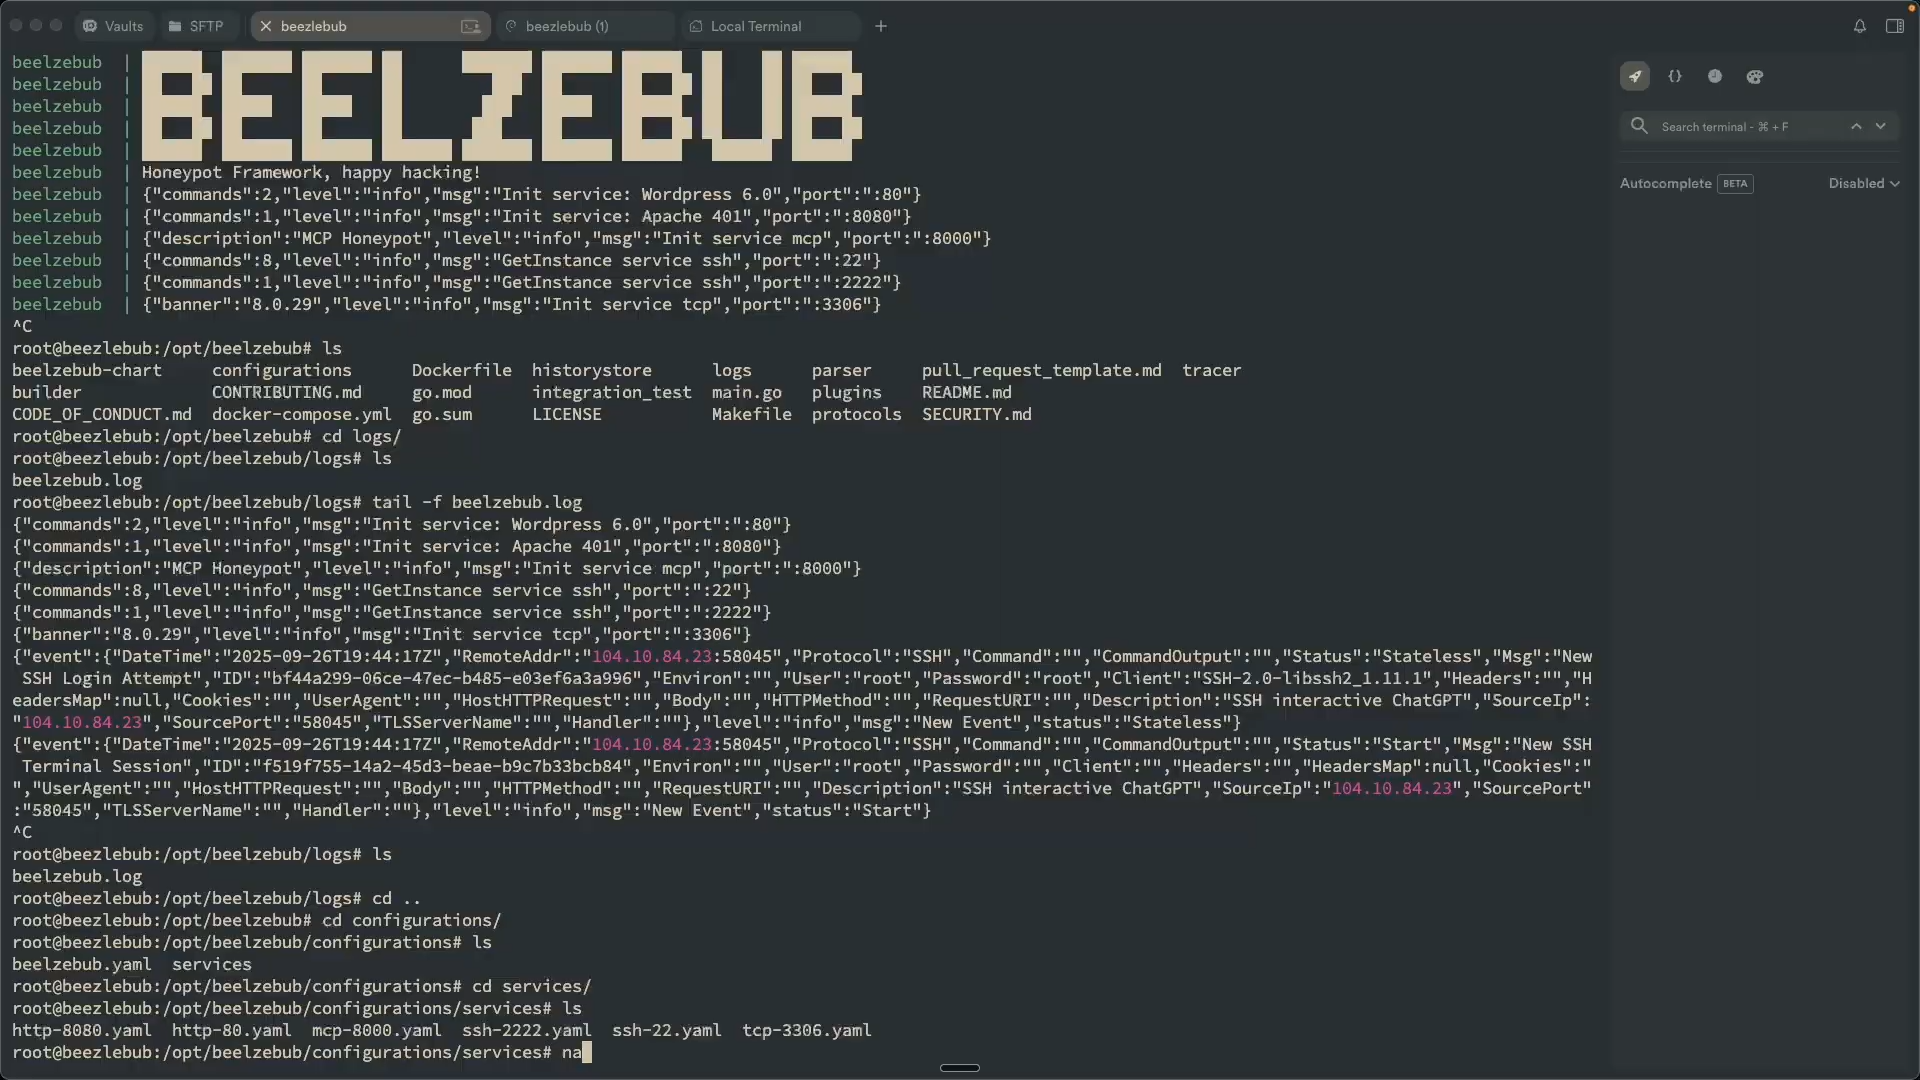 Vaults
SFTP
beezlebub
beezlebub (1)
Local Terminal
beelzebub | BEELZEBUB
beelzebub |
beelzebub |
beelzebub |
beelzebub |
beelzebub | Honeypot Framework, happy hacking!
beelzebub | {"commands":2,"level":"info","msg":"Init service: Wordpress 6.0","port":":80"}
beelzebub | {"commands":1,"level":"info","msg":"Init service: Apache 401","port":":8080"}
beelzebub | {"description":"MCP Honeypot","level":"info","msg":"Init service mcp","port":":8000"}
beelzebub | {"commands":8,"level":"info","msg":"GetInstance service ssh","port":":22"}
beelzebub | {"commands":1,"level":"info","msg":"GetInstance service ssh","port":":2222"}
beelzebub | {"banner":"8.0.29","level":"info","msg":"Init service tcp","port":":3306"}
^C
root@beezlebub:/opt/beelzebub# ls
beelzebub-chart configurations Dockerfile historystore logs parser pull_request_template.md tracer
builder CONTRIBUTING.md go.mod integration_test main.go plugins README.md
CODE_OF_CONDUCT.md docker-compose.yml go.sum LICENSE Makefile protocols SECURITY.md
root@beezlebub:/opt/beelzebub# cd logs/
root@beezlebub:/opt/beelzebub/logs# ls
beelzebub.log
root@beezlebub:/opt/beelzebub/logs# tail -f beelzebub.log
{"commands":2,"level":"info","msg":"Init service: Wordpress 6.0","port":":80"}
{"commands":1,"level":"info","msg":"Init service: Apache 401","port":":8080"}
{"description":"MCP Honeypot","level":"info","msg":"Init service mcp","port":":8000"}
{"commands":8,"level":"info","msg":"GetInstance service ssh","port":":22"}
{"commands":1,"level":"info","msg":"GetInstance service ssh","port":":2222"}
{"banner":"8.0.29","level":"info","msg":"Init service tcp","port":":3306"}
{"event":{"DateTime":"2025-09-26T19:44:17Z","RemoteAddr":"104.10.84.23:58045","Protocol":"SSH","Command":"","CommandOutput":"","Status":"Stateless","Msg":"New
SSH Login Attempt","ID":"bf44a299-06ce-47ec-b485-e03ef6a3a996","Environ":"","User":"root","Password":"root","Client":"SSH-2.0-libssh2_1.11.1","Headers":"","H
eadersMap":null,"Cookies":"","UserAgent":"","HostHTTPRequest":"","Body":"","HTTPMethod":"","RequestURI":"","Description":"SSH interactive ChatGPT","SourceIp":
"104.10.84.23","SourcePort":"58045","TLSServerName":"","Handler":""},"level":"info","msg":"New Event","status":"Stateless"}
{"event":{"DateTime":"2025-09-26T19:44:17Z","RemoteAddr":"104.10.84.23:58045","Protocol":"SSH","Command":"","CommandOutput":"","Status":"Start","Msg":"New SSH
Terminal Session","ID":"f519f755-14a2-45d3-beae-b9c7b33bcb84","Environ":"","User":"root","Password":"","Client":"","Headers":"","HeadersMap":null,"Cookies":"
","UserAgent":"","HostHTTPRequest":"","Body":"","HTTPMethod":"","RequestURI":"","Description":"SSH interactive ChatGPT","SourceIp":"104.10.84.23","SourcePort"
:"58045","TLSServerName":"","Handler":""},"level":"info","msg":"New Event","status":"Start"}
^C
root@beezlebub:/opt/beelzebub/logs# ls
beelzebub.log
root@beezlebub:/opt/beelzebub/logs# cd ..
root@beezlebub:/opt/beelzebub# cd configurations/
root@beezlebub:/opt/beelzebub/configurations# ls
beelzebub.yaml services
root@beezlebub:/opt/beelzebub/configurations# cd services/
root@beezlebub:/opt/beelzebub/configurations/services# ls
http-8080.yaml http-80.yaml mcp-8000.yaml ssh-2222.yaml ssh-22.yaml tcp-3306.yaml
root@beezlebub:/opt/beelzebub/configurations/services# na
Search terminal - ⌘ + F
Autocomplete BETA Disabled